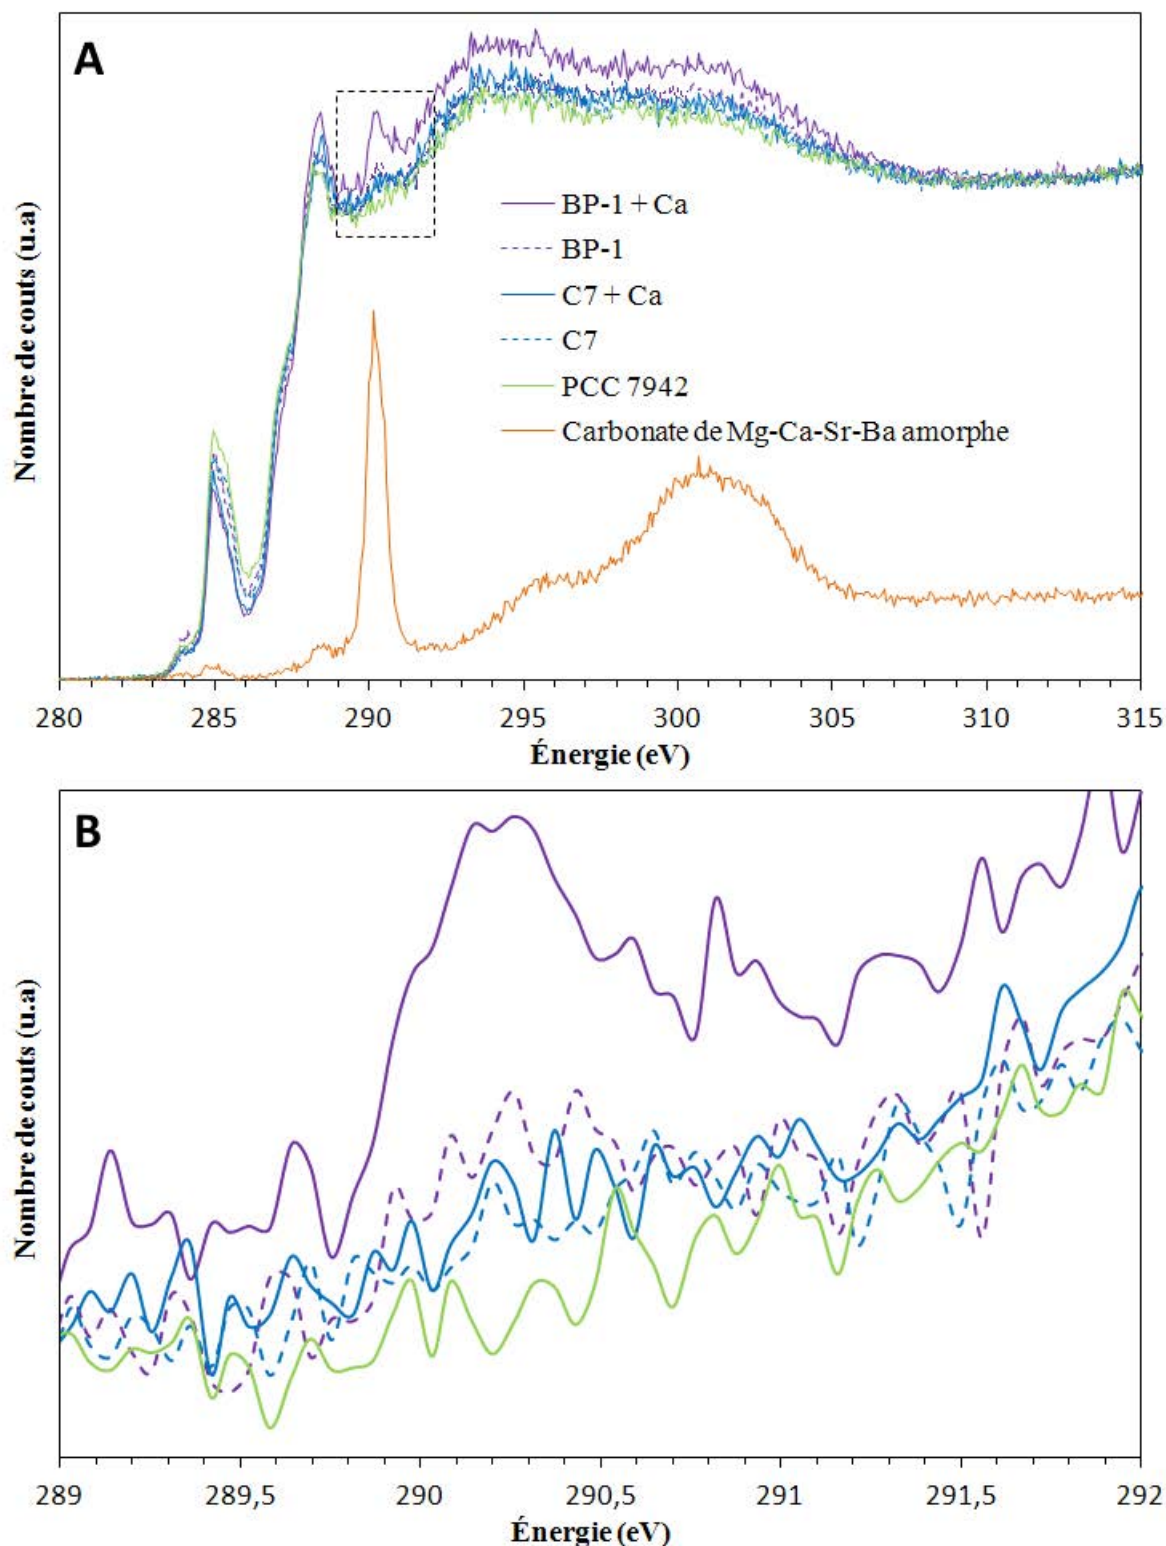 A
Nombre de couts (u.a)
BP-1 + Ca
BP-1
C7 + Ca
C7
PCC 7942
Carbonate de Mg-Ca-Sr-Ba amorphe
280 285 290 295 300 305 310 315
Énergie (eV)
B
Nombre de couts (u.a)
289 289,5 290 290,5 291 291,5 292
Énergie (eV)